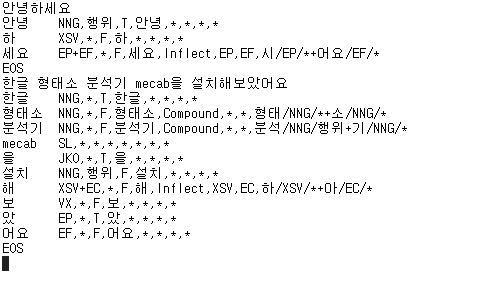 안녕하세요
안녕	NNG,행위,T,안녕,*,*,*,*
하	XSV,*,F,하,*,*,*,*
세요	EP+EF,*,F,세요,Inflect,EP,EF,시/EP/*+어요/EF/*
EOS
한글 형태소 분석기 mecab을 설치해보았어요
한글	NNG,*,T,한글,*,*,*,*
형태소	NNG,*,F,형태소,Compound,*,*,형태/NNG/*+소/NNG/*
분석기	NNG,*,F,분석기,Compound,*,*,분석/NNG/행위+기/NNG/*
mecab	SL,*,*,*,*,*,*,*
을	JKO,*,T,을,*,*,*,*
설치	NNG,행위,F,설치,*,*,*,*
해	XSV+EC,*,F,해,Inflect,XSV,EC,하/XSV/*+아/EC/*
보	VX,*,F,보,*,*,*,*
았	EP,*,T,았,*,*,*,*
어요	EF,*,F,어요,*,*,*,*
EOS